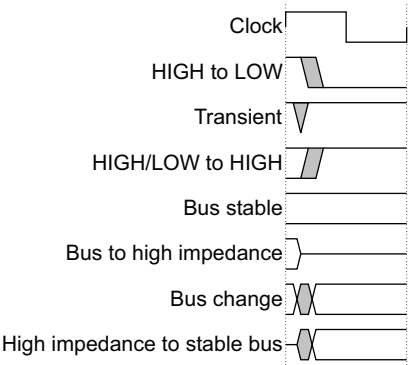 Clock
HIGH to LOW
Transient
HIGH/LOW to HIGH
Bus stable
Bus to high impedance
Bus change
High impedance to stable bus